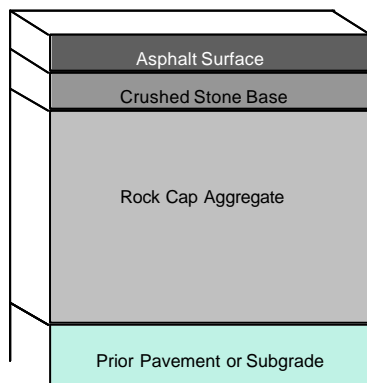 Asphalt Surface
Crushed Stone Base
Rock Cap Aggregate
Prior Pavement or Subgrade